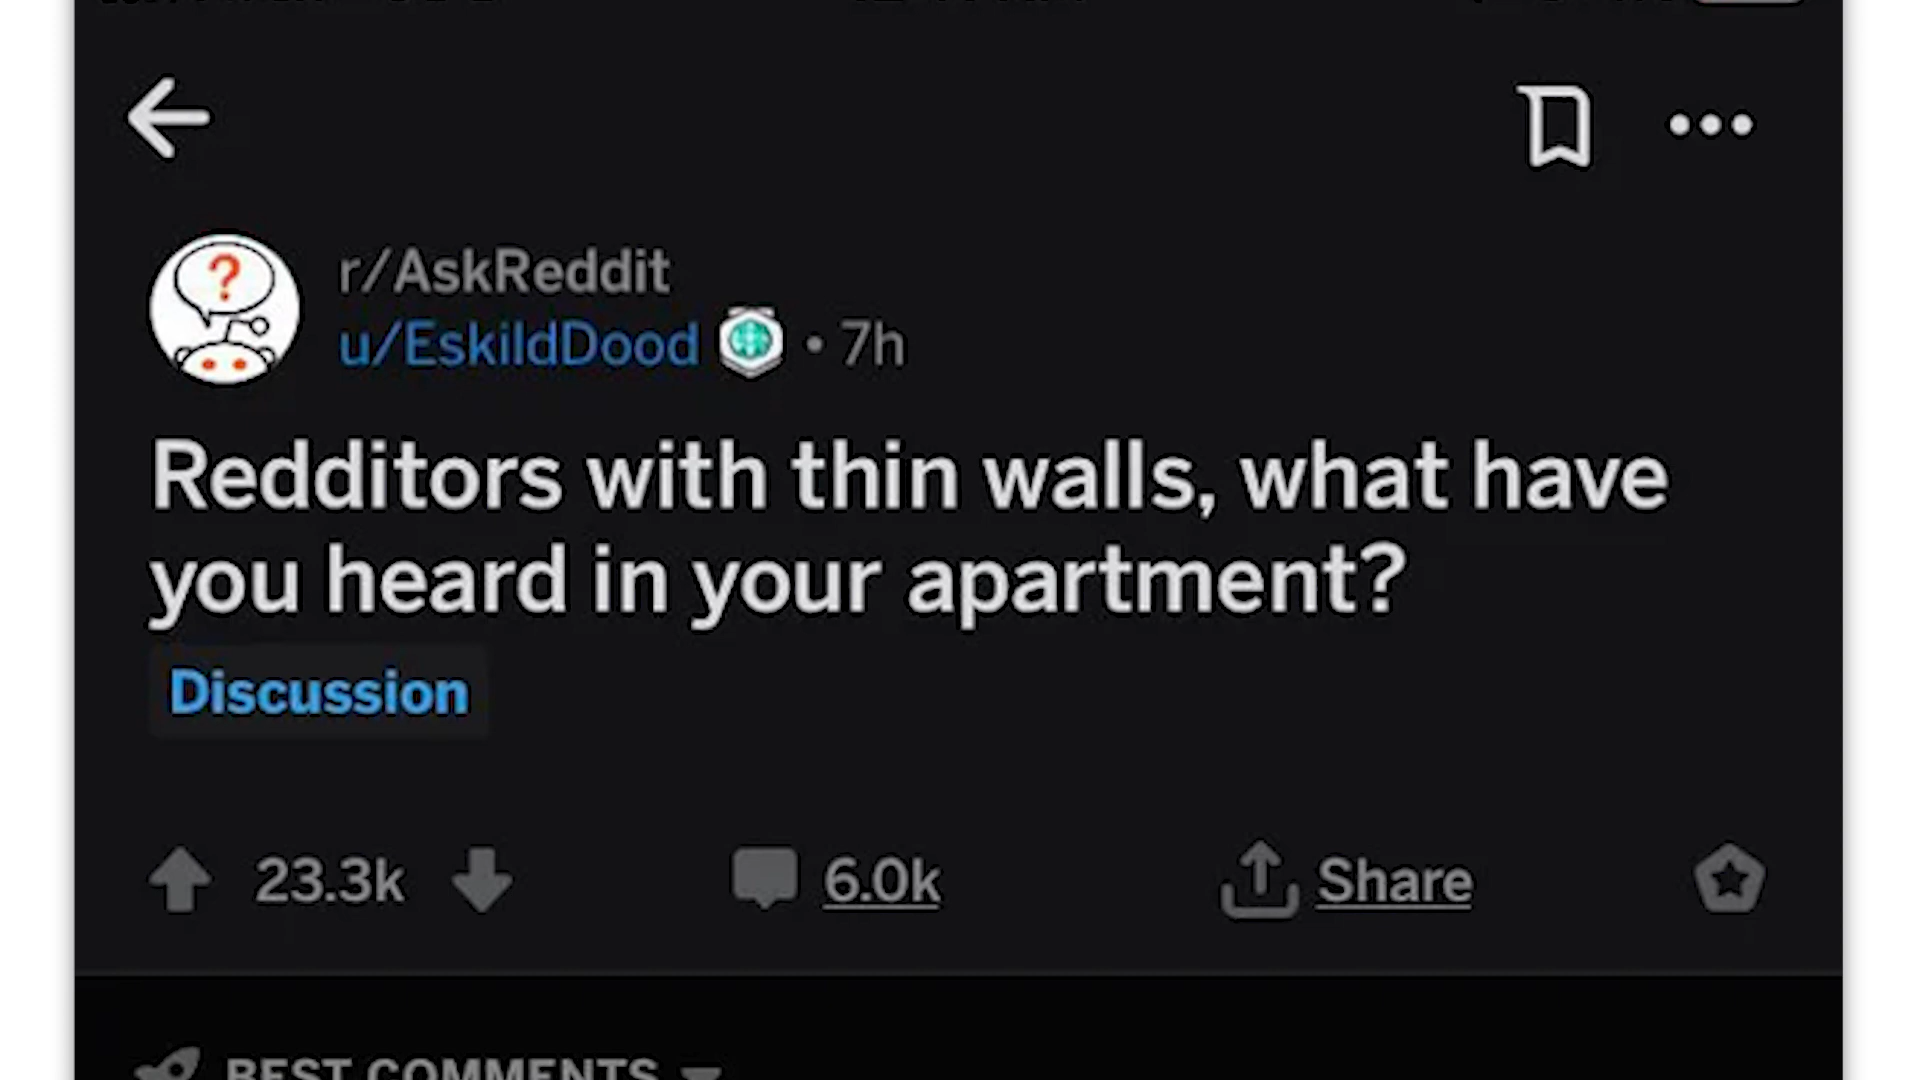 r/AskReddit
u/EskildDood • 7h
Redditors with thin walls, what have
you heard in your apartment?
Discussion
23.3k 6.0k Share
BEST COMMENTS